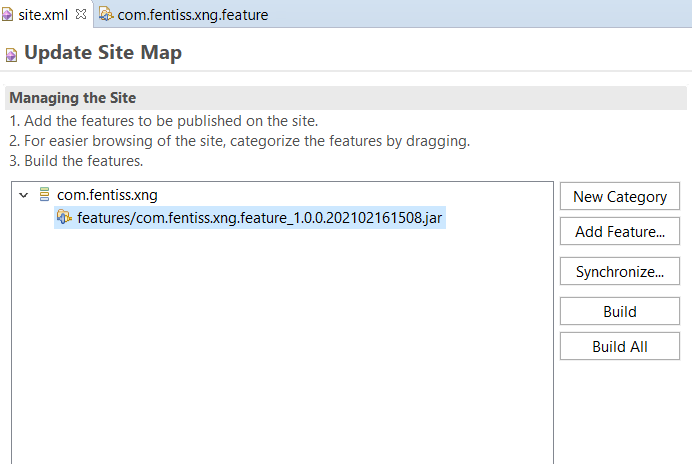 site.xml com.fentiss.xng.feature
Update Site Map
Managing the Site
1. Add the features to be published on the site.
2. For easier browsing of the site, categorize the features by dragging.
3. Build the features.
com.fentiss.xng
features/com.fentiss.xng.feature_1.0.0.202102161508.jar
New Category
Add Feature...
Synchronize...
Build
Build All